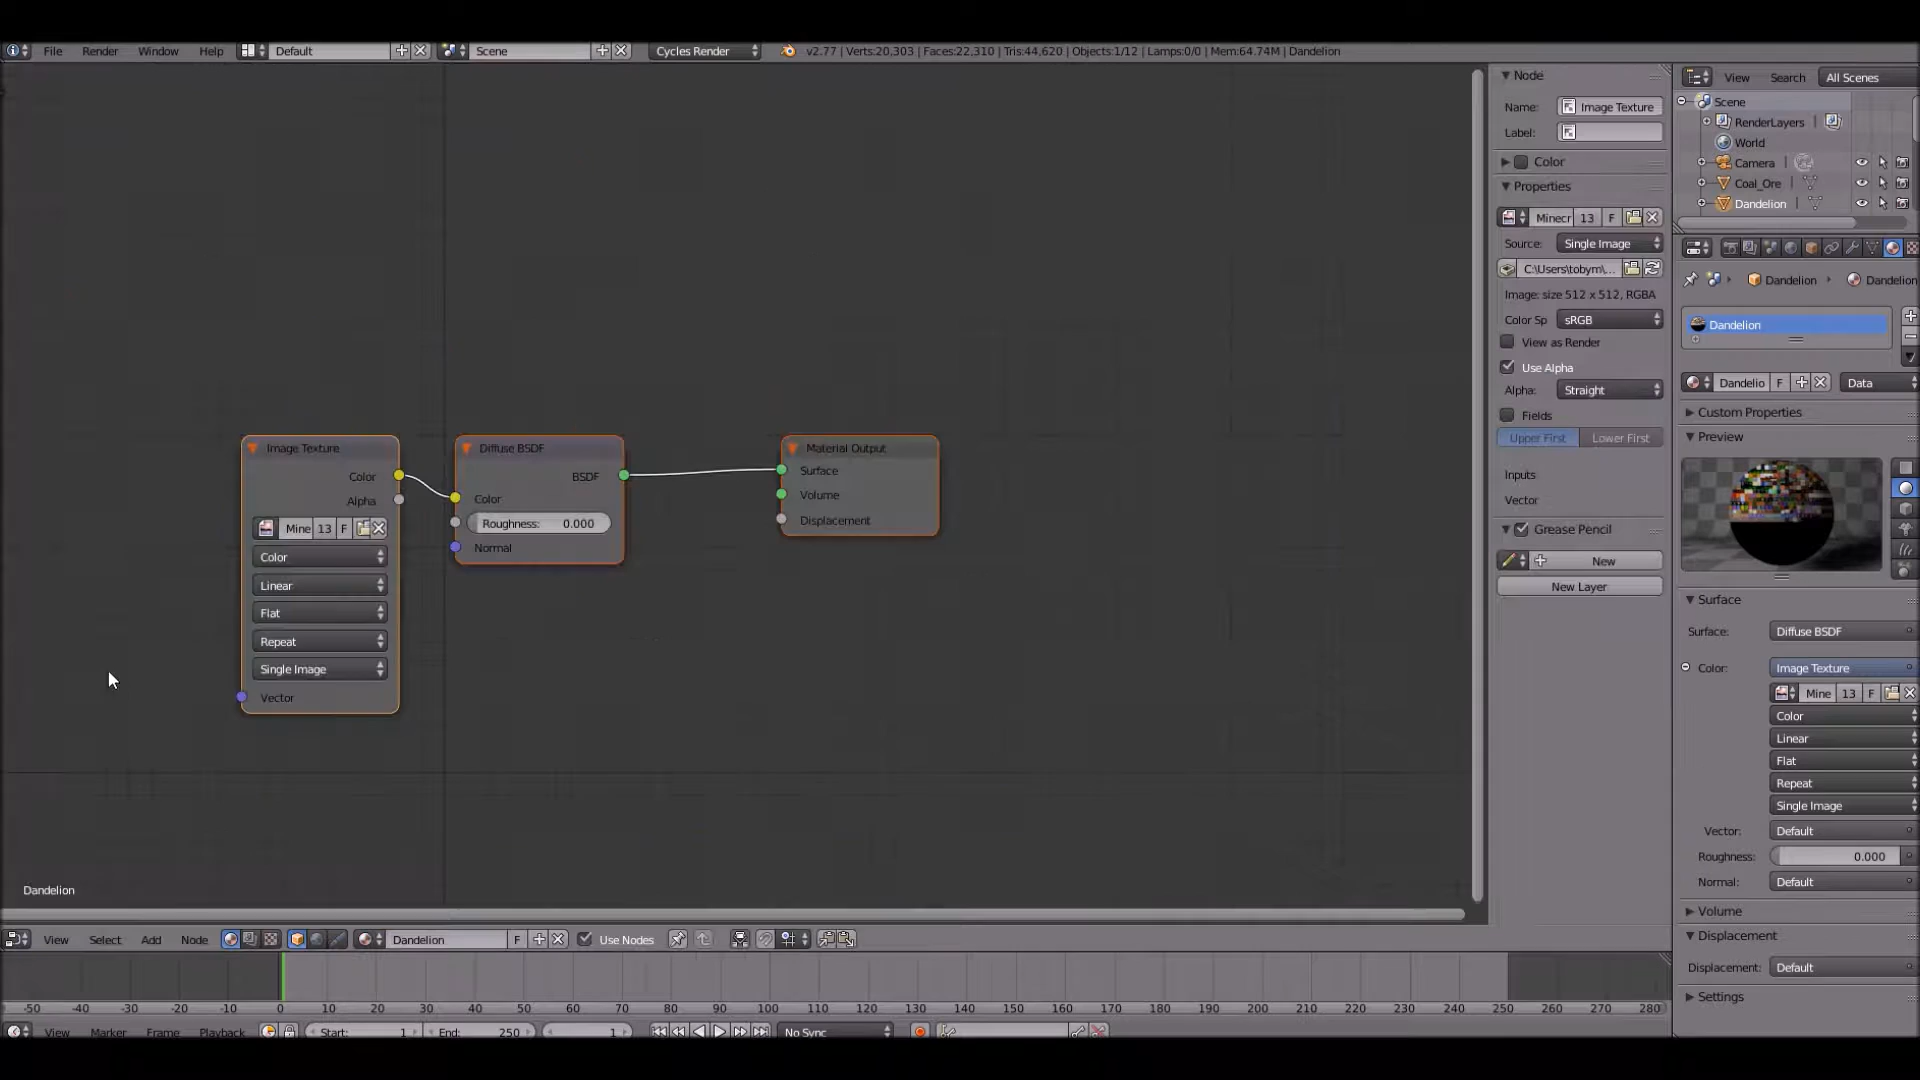 File Render Window Help Default Scene Cycles Render v2.77 | Verts:20,303 | Faces:22,310 | Tris:44,620 | Objects:1/12 | Lamps:0/0 | Mem:64.74M | Dandelion
Image Texture
Color
Alpha
Mine 13 F
Color
Linear
Flat
Repeat
Single Image
Vector
Diffuse BSDF
BSDF
Color
Roughness: 0.000
Normal
Material Output
Surface
Volume
Displacement
Dandelion
Node
Name: Image Texture
Label:
Color
Properties
Minecr 13 F
Source: Single Image
C:\Users\tobym\...
Image: size 512 x 512, RGBA
Color Sp sRGB
View as Render
Use Alpha
Alpha: Straight
Fields
Upper First Lower First
Inputs
Vector
Grease Pencil
New
New Layer
View Search All Scenes
Scene
RenderLayers
World
Camera
Coal_Ore
Dandelion
Dandelion Dandelion
Dandelion
Dandelio F Data
Custom Properties
Preview
Surface
Surface: Diffuse BSDF
Color: Image Texture
Mine 13 F
Color
Linear
Flat
Repeat
Single Image
Vector: Default
Roughness: 0.000
Normal: Default
Volume
Displacement
Displacement: Default
Settings
View Select Add Node Dandelion F Use Nodes
-50 -40 -30 -20 -10 0 10 20 30 40 50 60 70 80 90 100 110 120 130 140 150 160 170 180 190 200 210 220 230 240 250 260 270 280
View Marker Frame Playback Start: 1 End: 250 1 No Sync